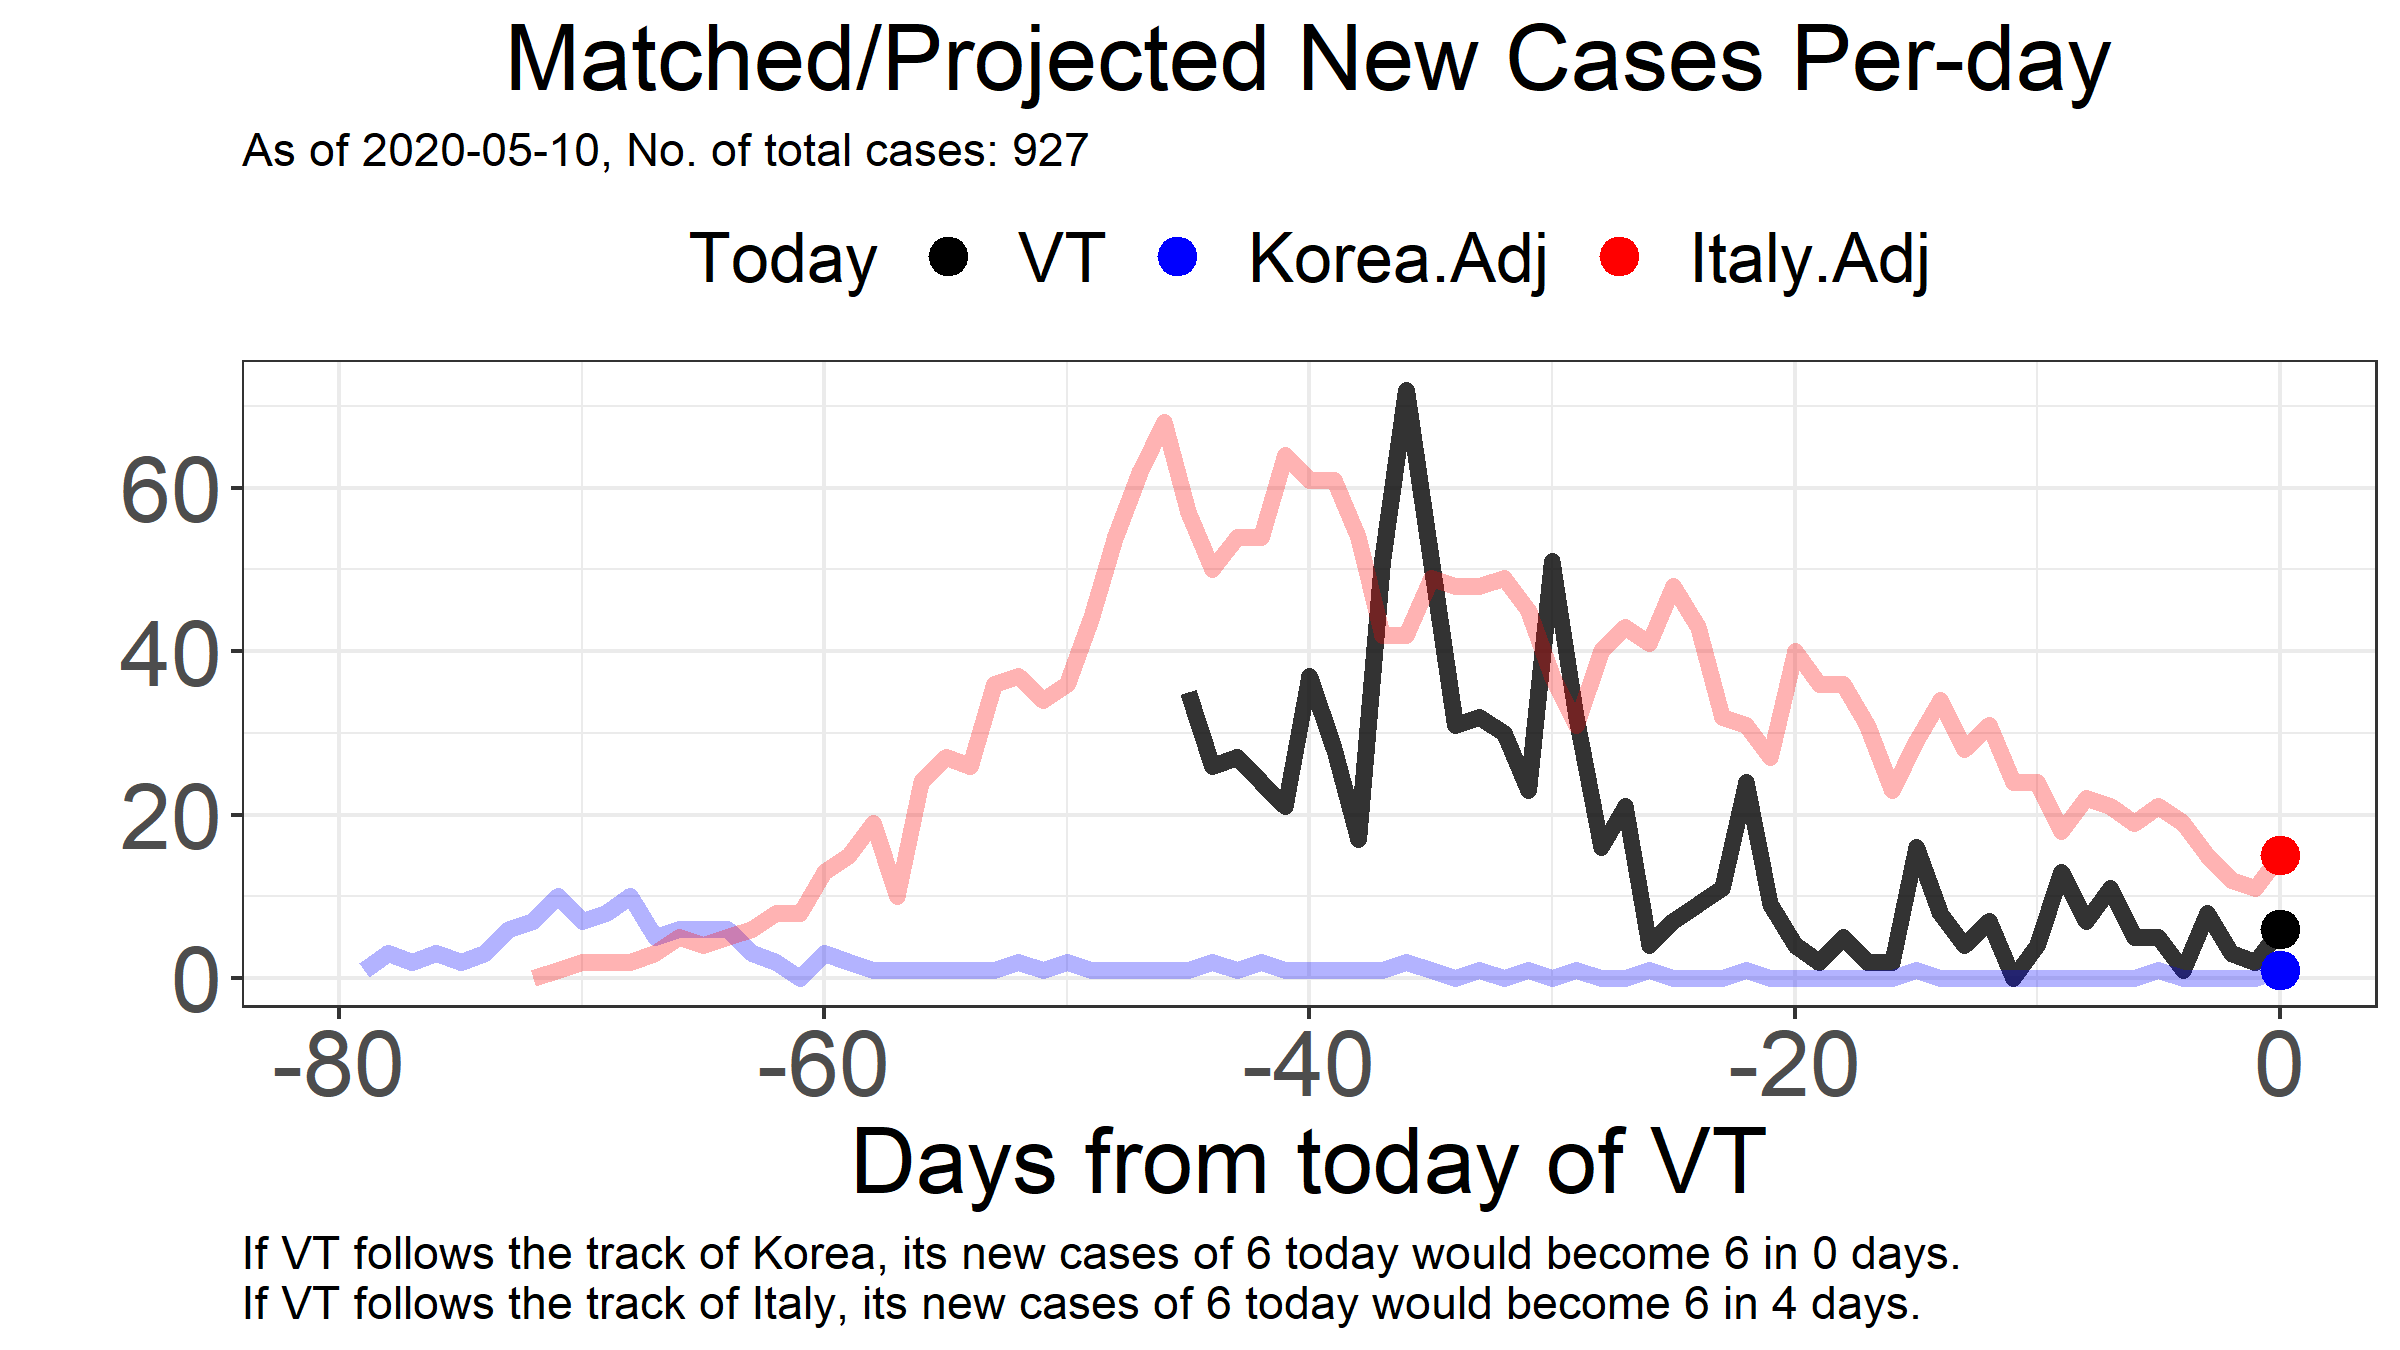 Matched/Projected New Cases Per-day
As of 2020-05-10, No. of total cases: 927
Today VT Korea.Adj Italy.Adj
60
40
20
0
-80 -60 -40 -20 0
Days from today of VT
If VT follows the track of Korea, its new cases of 6 today would become 6 in 0 days.
If VT follows the track of Italy, its new cases of 6 today would become 6 in 4 days.